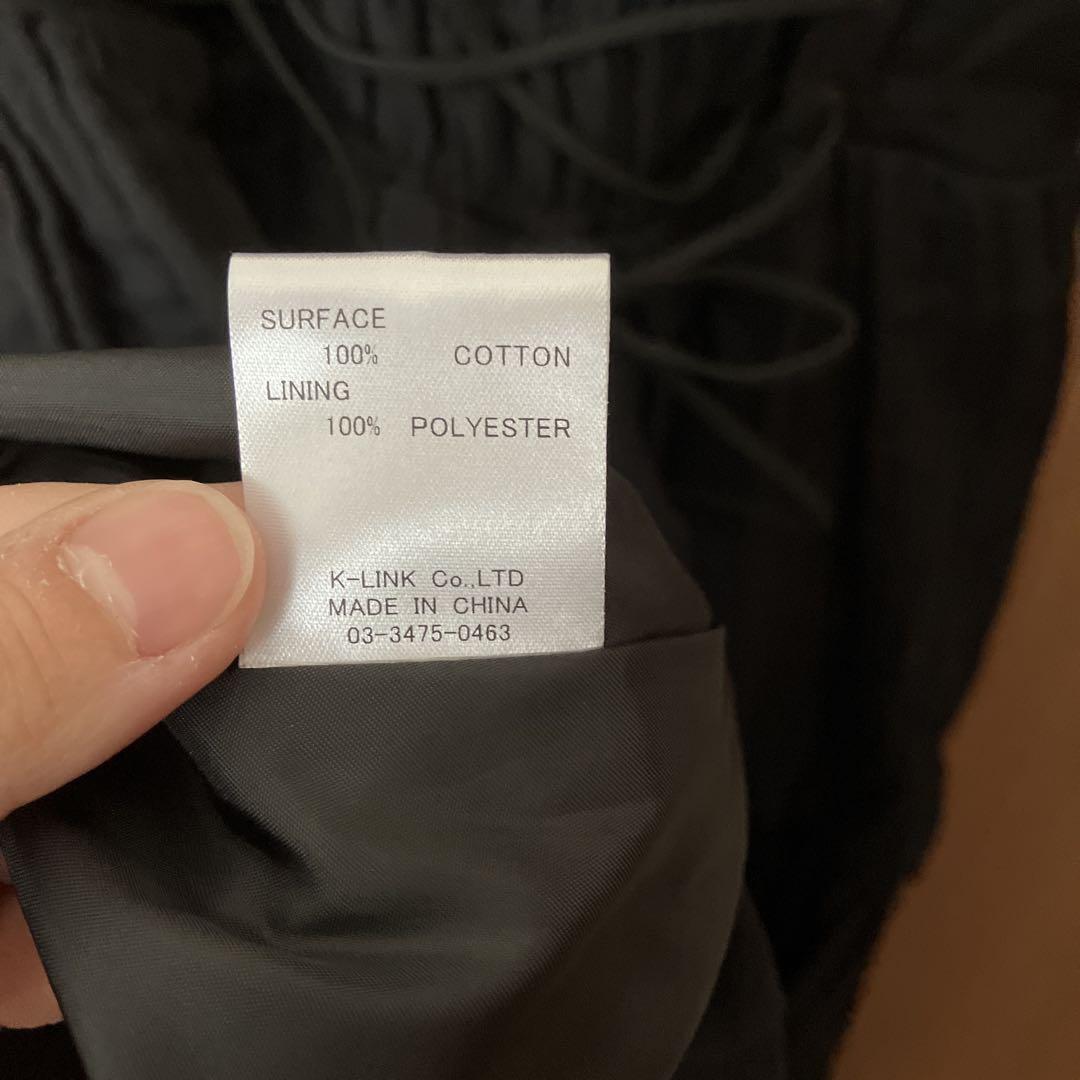 SURFACE
100% COTTON
LINING
100% POLYESTER
K-LINK Co.,LTD
MADE IN CHINA
03-3475-0463